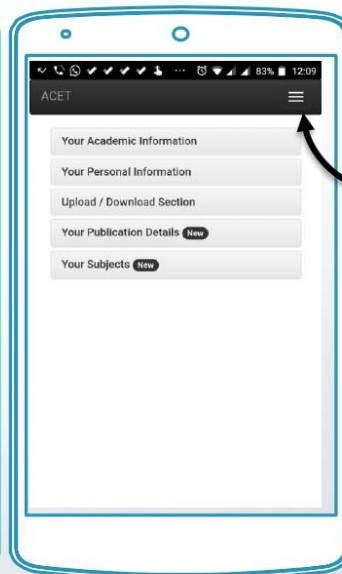 83% 12:09
ACET
Your Academic Information
Your Personal Information
Upload / Download Section
Your Publication Details New
Your Subjects New